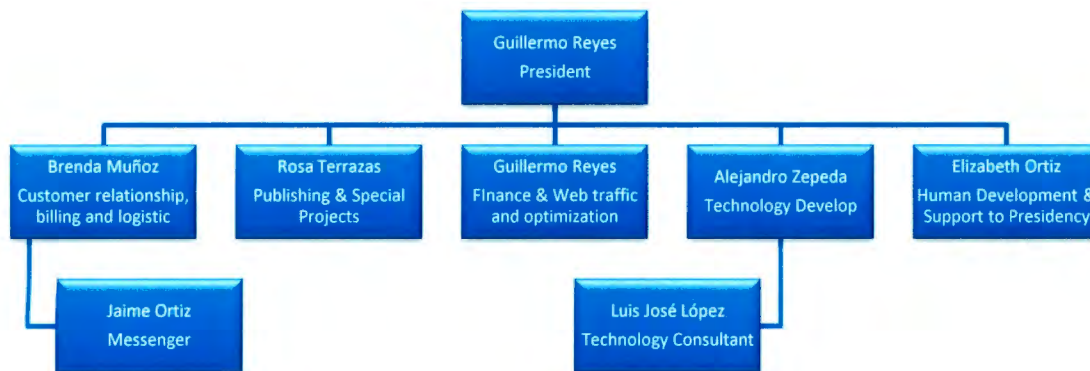 Guillermo Reyes
President
Brenda Muñoz
Customer relationship,
billing and logistic
Rosa Terrazas
Publishing & Special
Projects
Guillermo Reyes
FInance & Web traffic
and optimization
Alejandro Zepeda
Technology Develop
Elizabeth Ortiz
Human Development &
Support to Presidency
Jaime Ortiz
Messenger
Luis José López
Technology Consultant